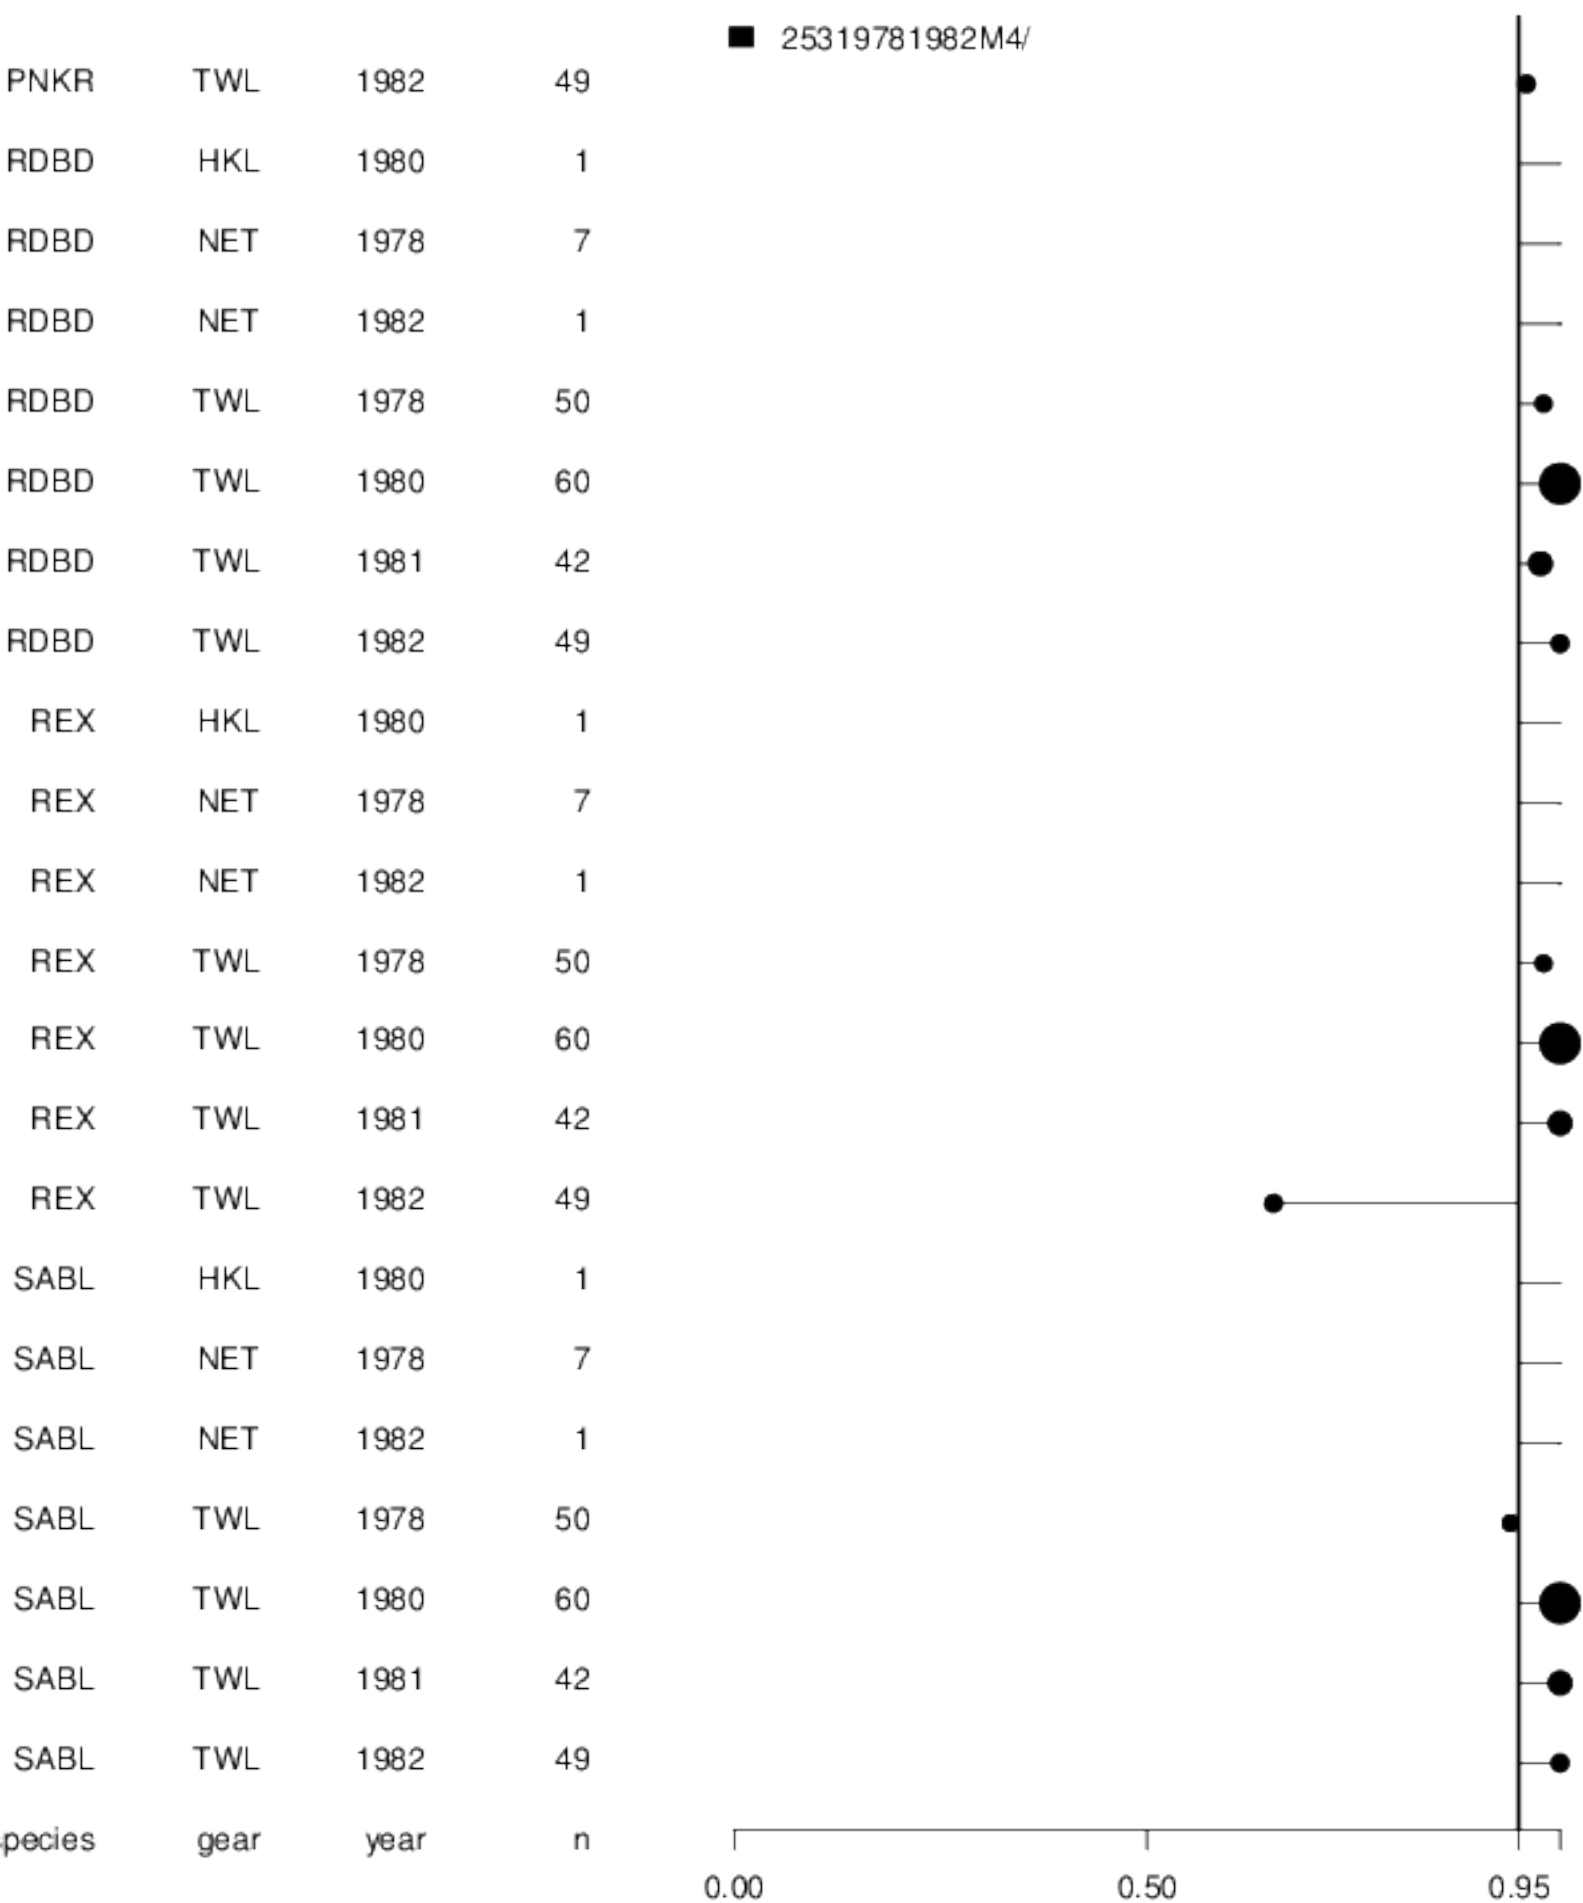 25319781982M4/
PNKR TWL 1982 49
RDBD HKL 1980 1
RDBD NET 1978 7
RDBD NET 1982 1
RDBD TWL 1978 50
RDBD TWL 1980 60
RDBD TWL 1981 42
RDBD TWL 1982 49
REX HKL 1980 1
REX NET 1978 7
REX NET 1982 1
REX TWL 1978 50
REX TWL 1980 60
REX TWL 1981 42
REX TWL 1982 49
SABL HKL 1980 1
SABL NET 1978 7
SABL NET 1982 1
SABL TWL 1978 50
SABL TWL 1980 60
SABL TWL 1981 42
SABL TWL 1982 49
pecies gear year n
0.00 0.50 0.95